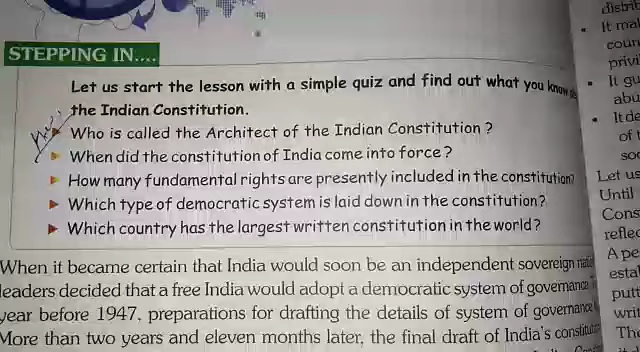 STEPPING IN....
Let us start the lesson with a simple quiz and find out what you know
the Indian Constitution.
Who is called the Architect of the Indian Constitution ?
When did the constitution of India come into force ?
How many fundamental rights are presently included in the constitution?
Which type of democratic system is laid down in the constitution?
Which country has the largest written constitution in the world?
When it became certain that India would soon be an independent sovereign
leaders decided that a free India would adopt a democratic system of governance
year before 1947, preparations for drafting the details of system of governance
More than two years and eleven months later, the final draft of India's
distrib
It ma
coun
privi
It gu
abu
It de
of t
soc
Let us
Until
Cons
reflec
A pe
estal
putt
writ
The